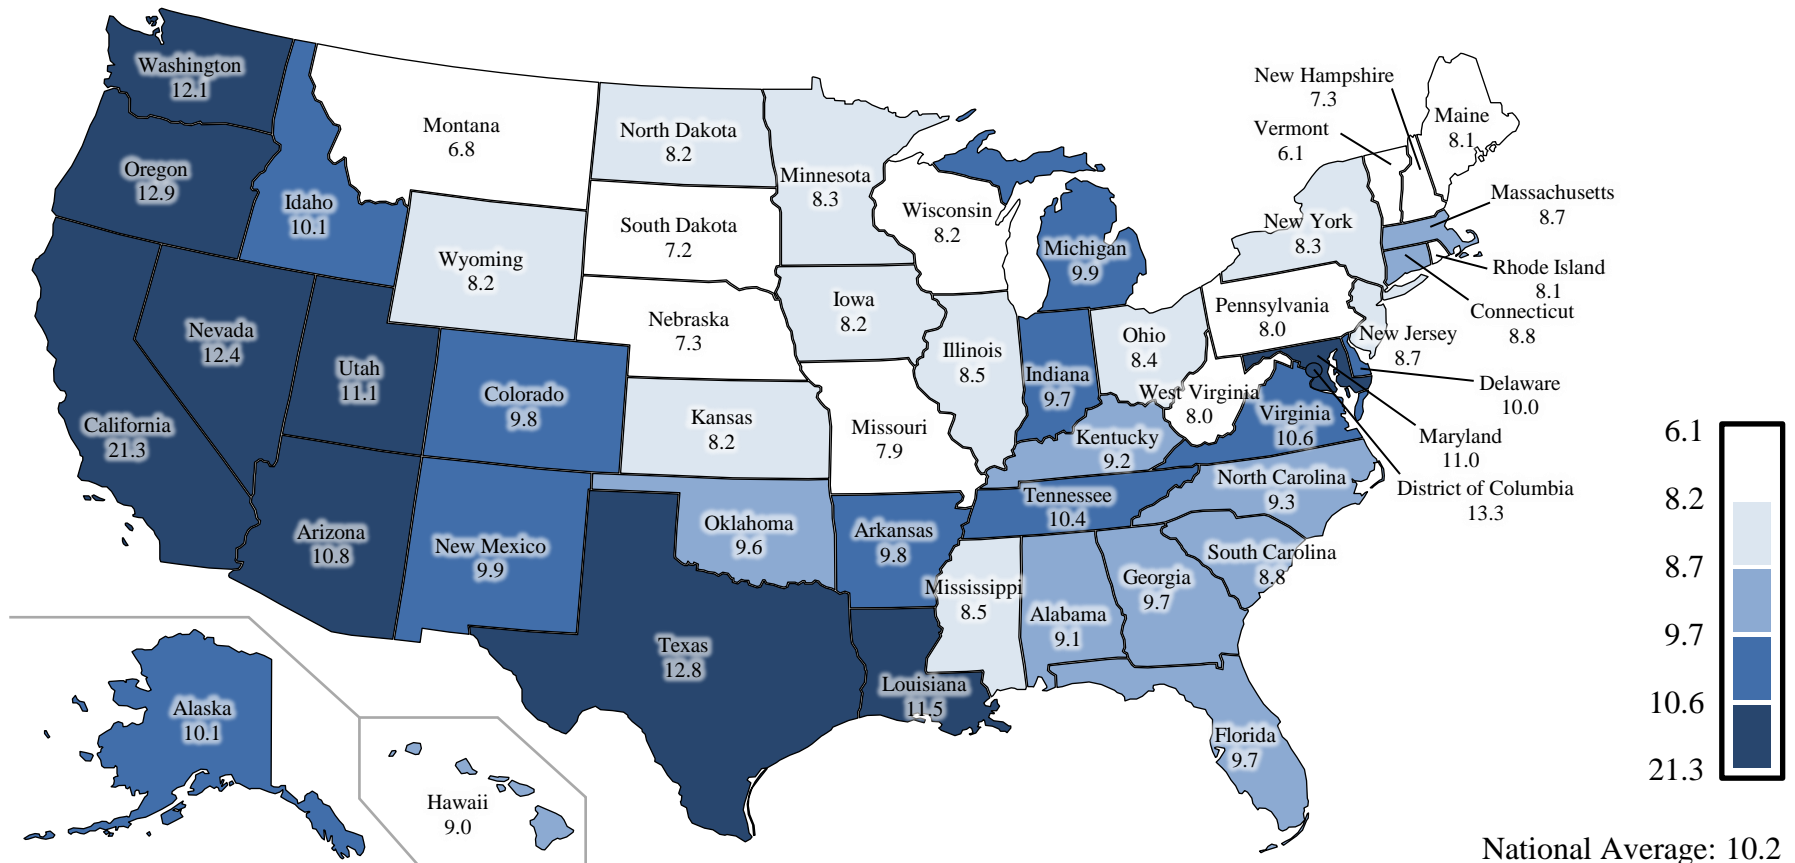 Washington
12.1
Oregon
12.9
Idaho
10.1
Montana
6.8
North Dakota
8.2
Minnesota
8.3
South Dakota
7.2
Wyoming
8.2
Wisconsin
8.2
Michigan
9.9
New York
8.3
New Hampshire
7.3
Vermont
6.1
Maine
8.1
Massachusetts
8.7
Rhode Island
8.1
Connecticut
8.8
Pennsylvania
8.0
New Jersey
8.7
Delaware
10.0
Maryland
11.0
District of Columbia
13.3
Nevada
12.4
Utah
11.1
Colorado
9.8
California
21.3
Nebraska
7.3
Iowa
8.2
Illinois
8.5
Indiana
9.7
Ohio
8.4
West Virginia
8.0
Virginia
10.6
Kansas
8.2
Missouri
7.9
Kentucky
9.2
Tennessee
10.4
North Carolina
9.3
South Carolina
8.8
Arizona
10.8
New Mexico
9.9
Oklahoma
9.6
Arkansas
9.8
Mississippi
8.5
Alabama
9.1
Georgia
9.7
Texas
12.8
Louisiana
11.5
Florida
9.7
Alaska
10.1
Hawaii
9.0
6.1
8.2
8.7
9.7
10.6
21.3
National Average: 10.2